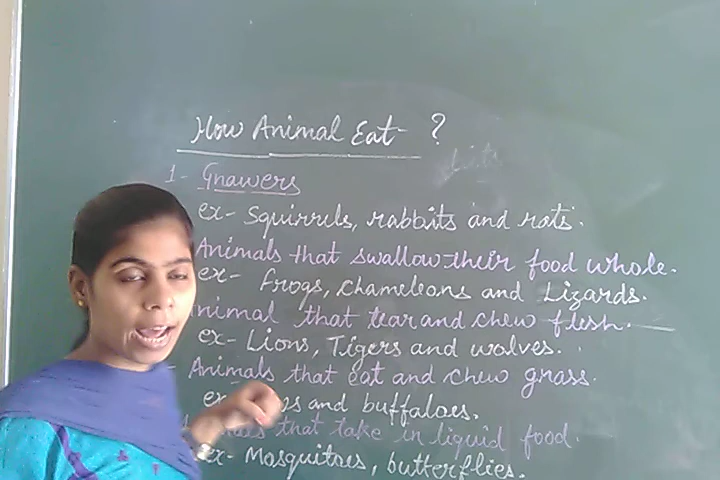 How Animal Eat- ?
1- Gnawers
ex- Squirrels, rabbits and rats.
Animals that swallow their food whole.
ex- Frogs, chameleons and Lizards.
nimal that tear and chew flesh.
ex- Lions, Tigers and wolves.
Animals that eat and chew grass.
and buffaloes.
that take in liquid food.
ex- Mosquitoes, butterflies.